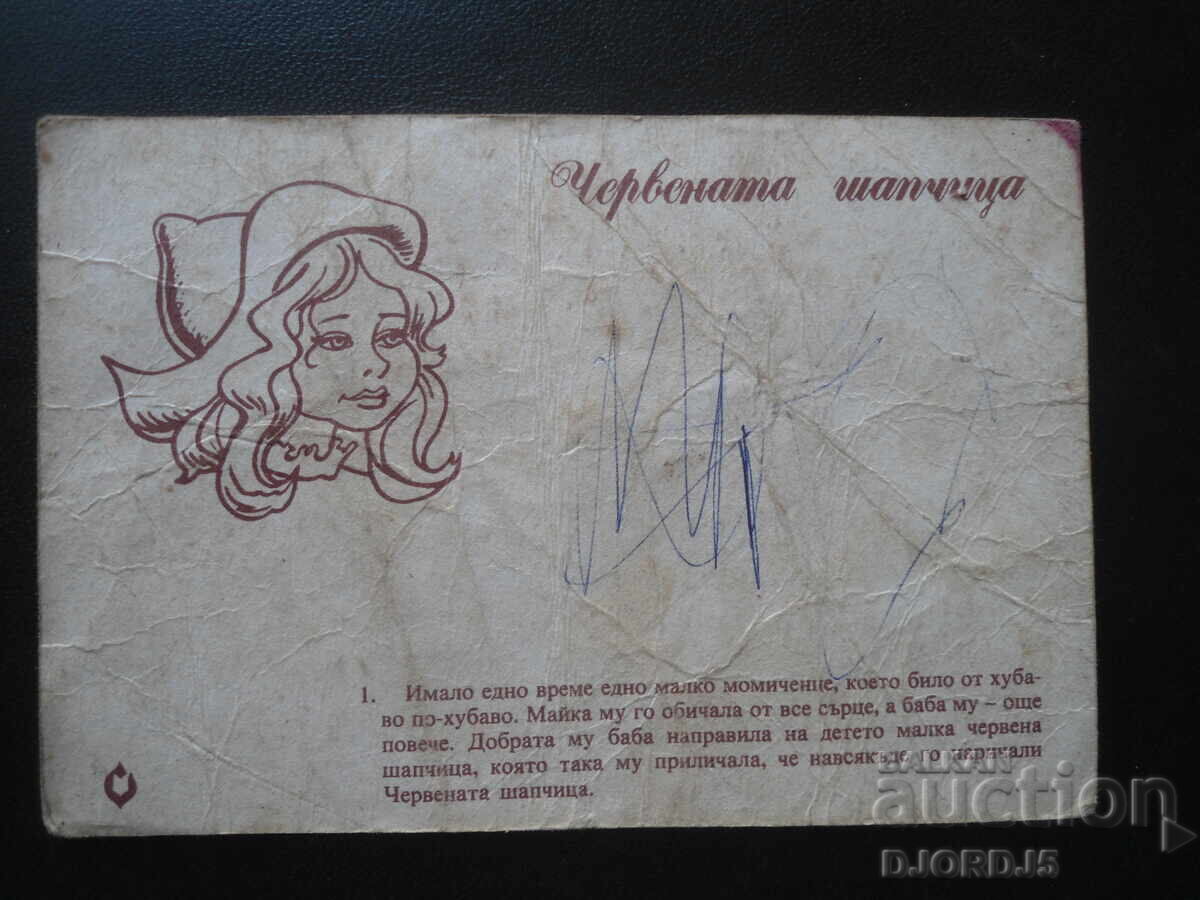 Червената шапчица
1. Имало едно време едно малко момиченце, което било от хуба-
во по-хубаво. Майка му го обичала от все сърце, а баба му – още
повече. Добрата му баба направила на детето малка червена
шапчица, която така му приличала, че навсякъде го наричали
Червената шапчица.
BALKAN
auction
DJORDJ5